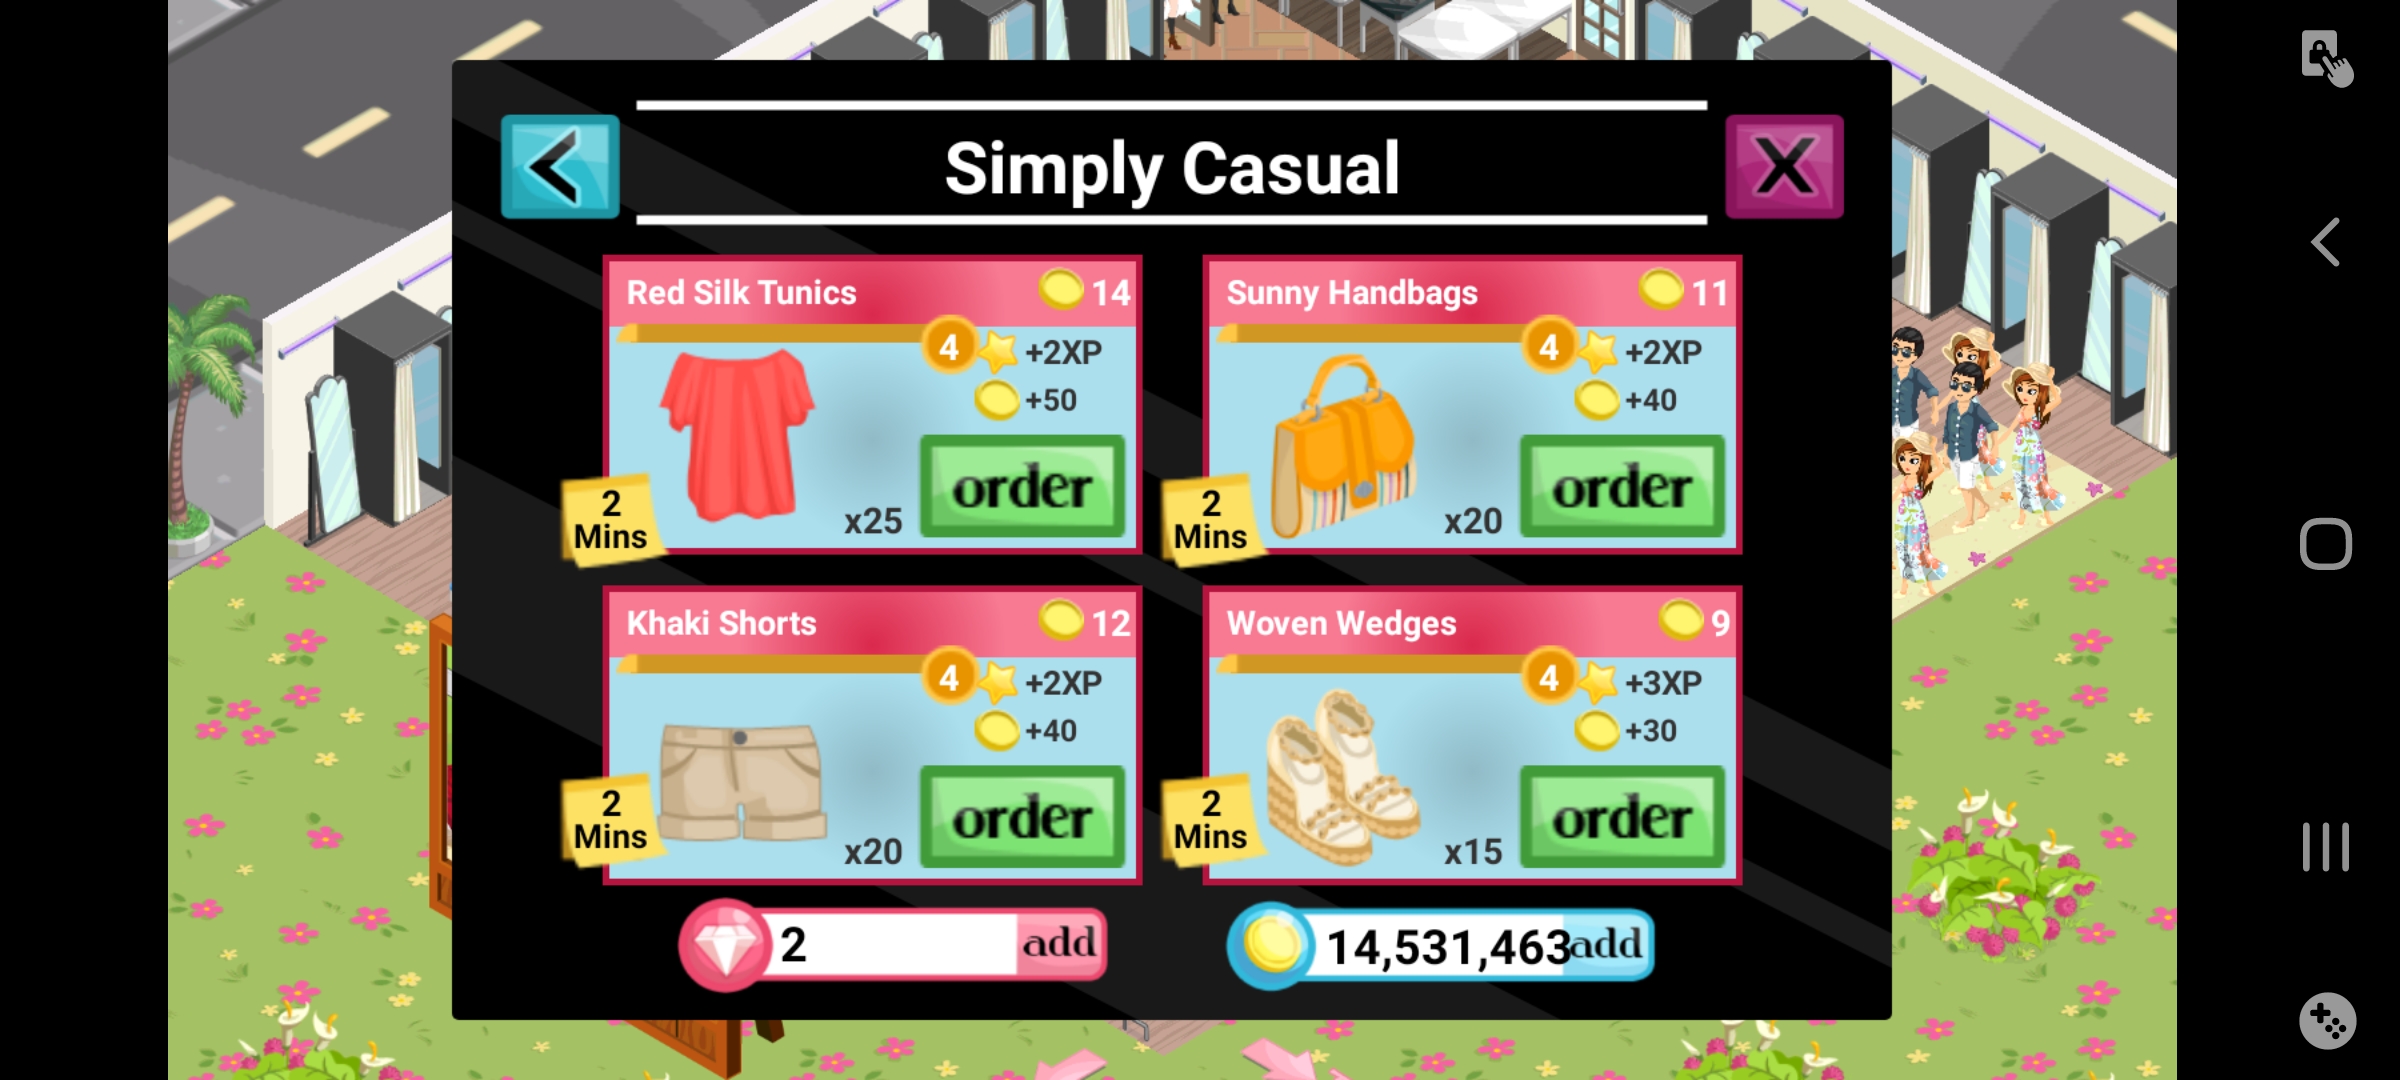 Simply Casual
Red Silk Tunics 14
4 +2XP
+50
2 Mins
x25
order
Sunny Handbags 11
4 +2XP
+40
2 Mins
x20
order
Khaki Shorts 12
4 +2XP
+40
2 Mins
x20
order
Woven Wedges 9
4 +3XP
+30
2 Mins
x15
order
2 add
14,531,463 add